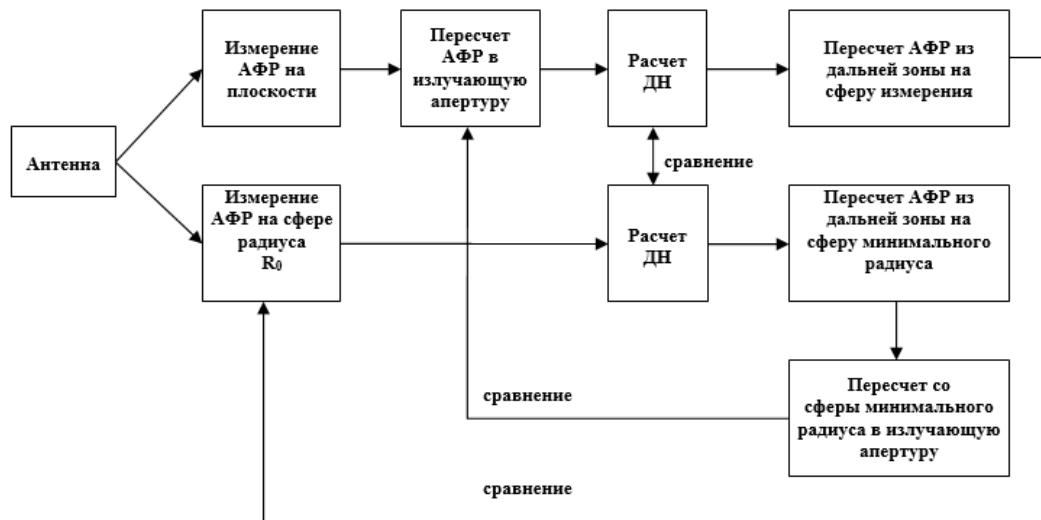 Антенна
Измерение
АФР на
плоскости
Пересчет
АФР в
излучающую
апертуру
Расчет
ДН
Пересчет АФР из
дальней зоны на
сферу измерения
сравнение
Измерение
АФР на сфере
радиуса
R₀
Расчет
ДН
Пересчет АФР из
дальней зоны на
сферу минимального
радиуса
сравнение
Пересчет со
сферы минимального
радиуса в излучающую
апертуру
сравнение